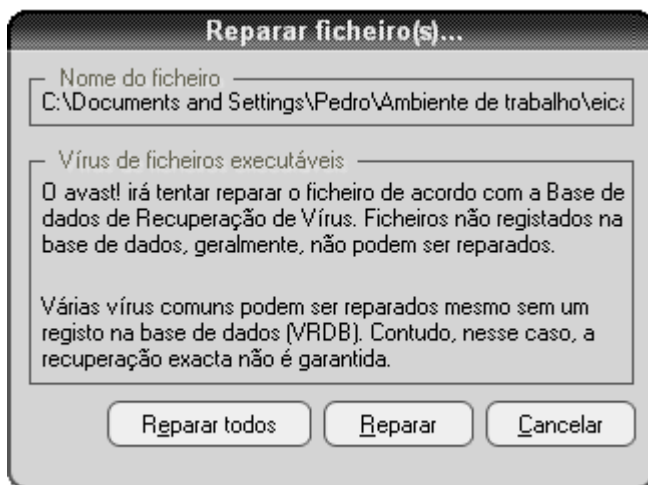 Reparar ficheiro(s)...
Nome do ficheiro
C:\Documents and Settings\Pedro\Ambiente de trabalho\eica
Vírus de ficheiros executáveis
O avast! irá tentar reparar o ficheiro de acordo com a Base de
dados de Recuperação de Vírus. Ficheiros não registados na
base de dados, geralmente, não podem ser reparados.
Várias vírus comuns podem ser reparados mesmo sem um
registo na base de dados (VRDB). Contudo, nesse caso, a
recuperação exacta não é garantida.
Reparar todos
Reparar
Cancelar